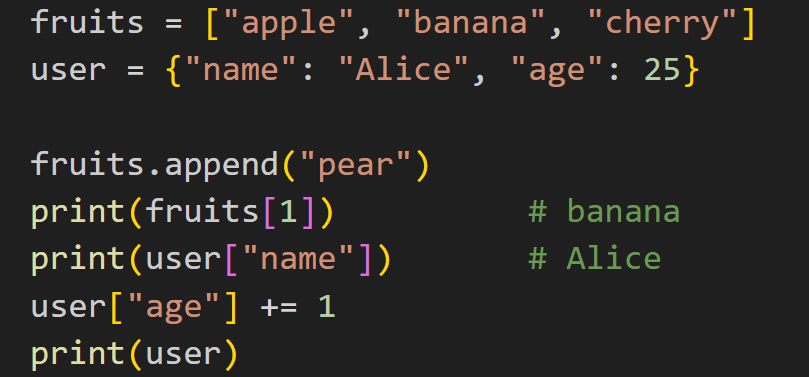 fruits = ["apple", "banana", "cherry"]
user = {"name": "Alice", "age": 25}

fruits.append("pear")
print(fruits[1])          # banana
print(user["name"])       # Alice
user["age"] += 1
print(user)